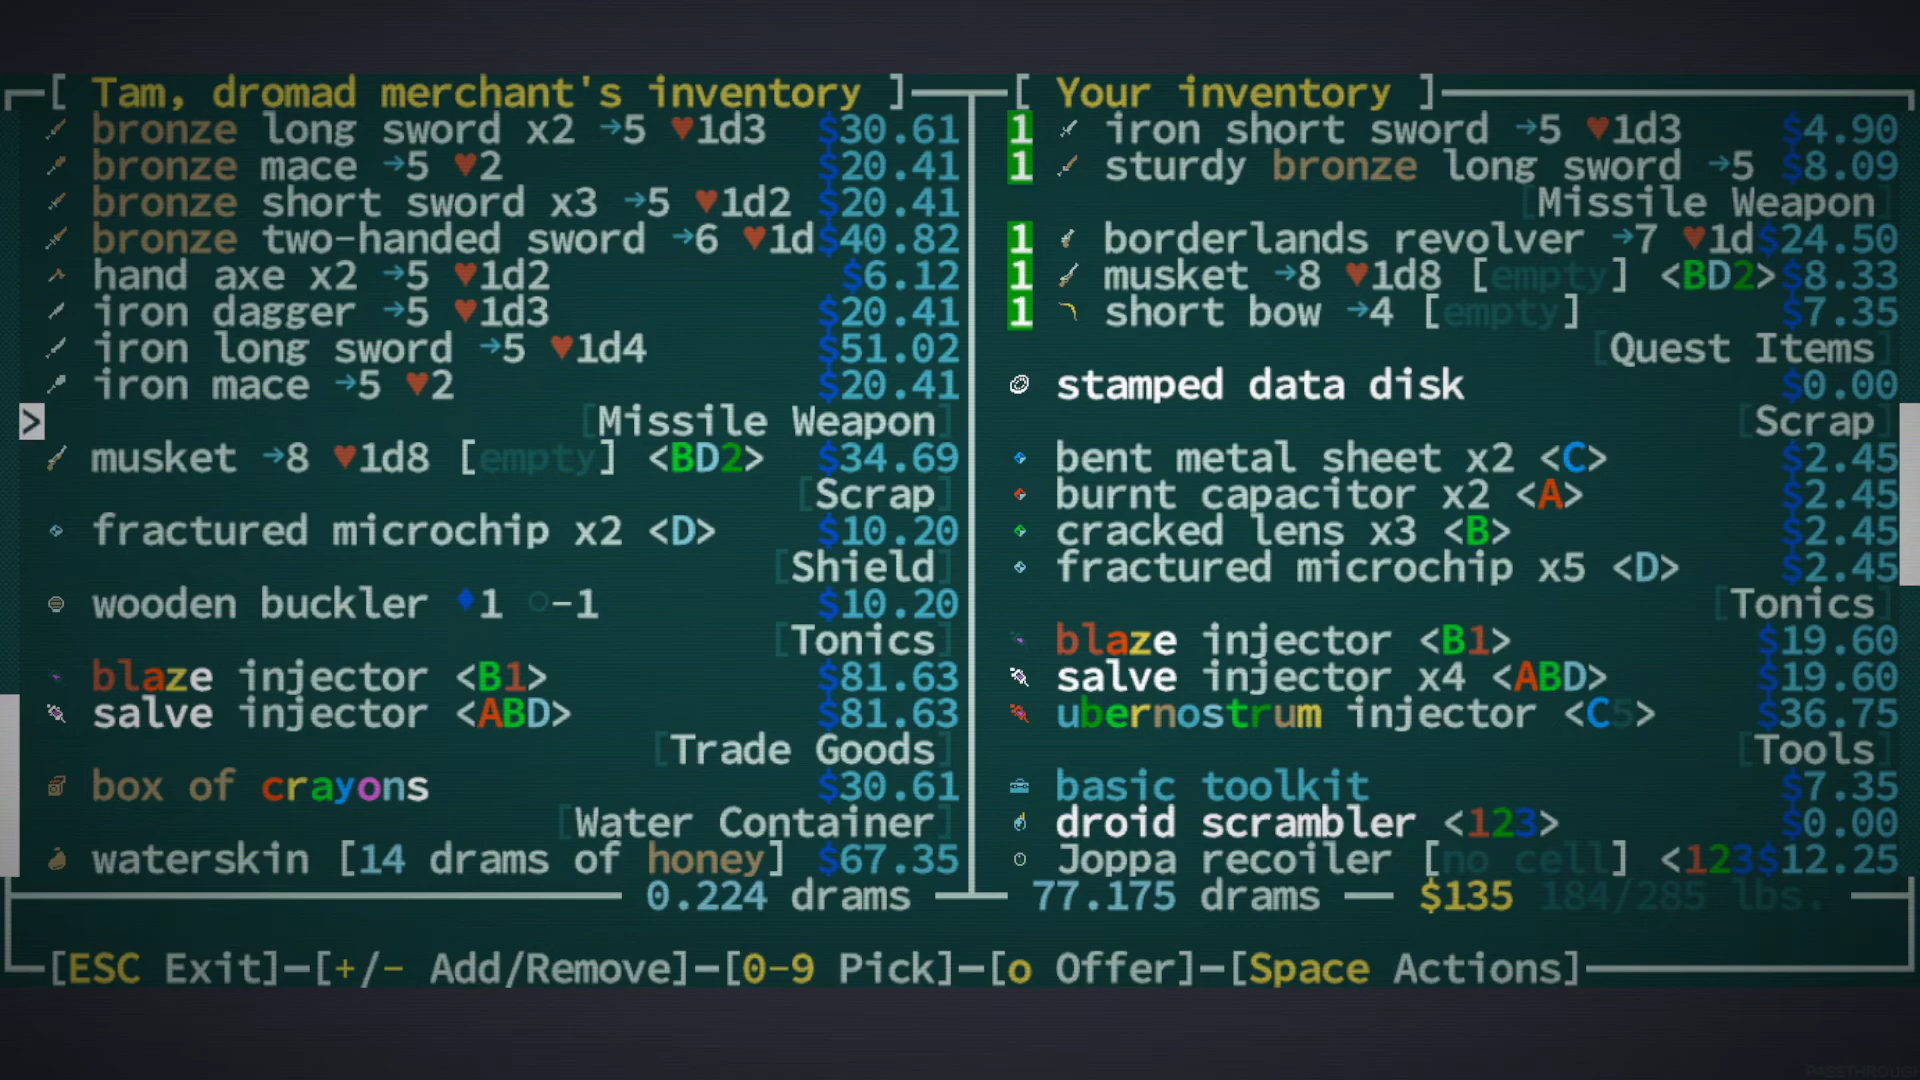 [ Tam, dromad merchant's inventory ]
bronze long sword x2 →5 ♥1d3 $30.61
bronze mace →5 ♥2 $20.41
bronze short sword x3 →5 ♥1d2 $20.41
bronze two-handed sword →6 ♥1d $40.82
hand axe x2 →5 ♥1d2 $6.12
iron dagger →5 ♥1d3 $20.41
iron long sword →5 ♥1d4 $51.02
iron mace →5 ♥2 $20.41
> [Missile Weapon]
musket →8 ♥1d8 [empty] <BD2> $34.69
[Scrap]
fractured microchip x2 <D> $10.20
[Shield]
wooden buckler ♦1 ○-1 $10.20
[Tonics]
blaze injector <B1> $81.63
salve injector <ABD> $81.63
[Trade Goods]
box of crayons $30.61
[Water Container]
waterskin [14 drams of honey] $67.35
0.224 drams
[ Your inventory ]
1 iron short sword →5 ♥1d3 $4.90
1 sturdy bronze long sword →5 $8.09
[Missile Weapon]
1 borderlands revolver →7 ♥1d $24.50
1 musket →8 ♥1d8 [empty] <BD2> $8.33
1 short bow →4 [empty] $7.35
[Quest Items]
stamped data disk $0.00
[Scrap]
bent metal sheet x2 <C> $2.45
burnt capacitor x2 <A> $2.45
cracked lens x3 <B> $2.45
fractured microchip x5 <D> $2.45
[Tonics]
blaze injector <B1> $19.60
salve injector x4 <ABD> $19.60
ubernostrum injector <C5> $36.75
[Tools]
basic toolkit $7.35
droid scrambler <123> $0.00
Joppa recoiler [no cell] <123 $12.25
77.175 drams — $135 184/285 lbs.
[ESC Exit]-[+/- Add/Remove]-[0-9 Pick]-[o Offer]-[Space Actions]
PASSTHROUGH